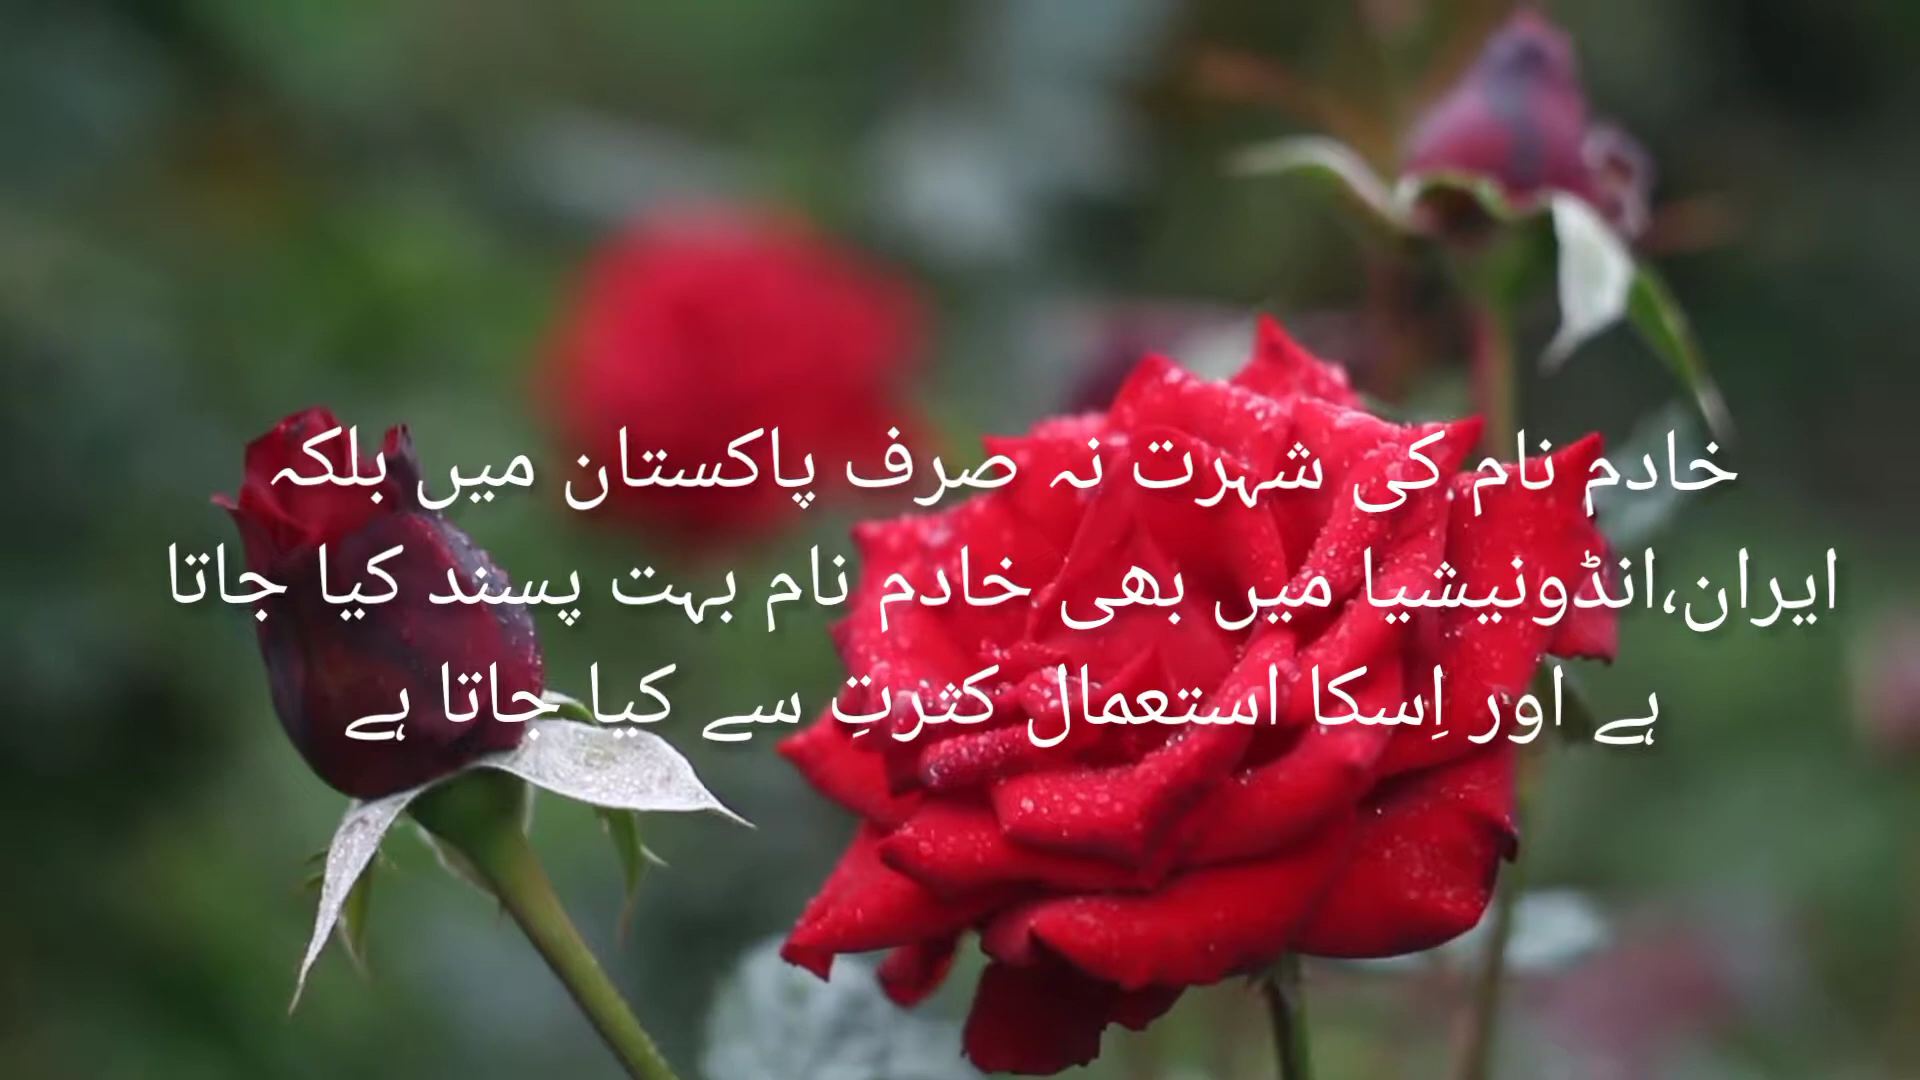 خادم نام کی شہرت نہ صرف پاکستان میں بلکہ
ایران،انڈونیشیا میں بھی خادم نام بہت پسند کیا جاتا
ہے اور اِسکا استعمال کثرتِ سے کیا جاتا ہے